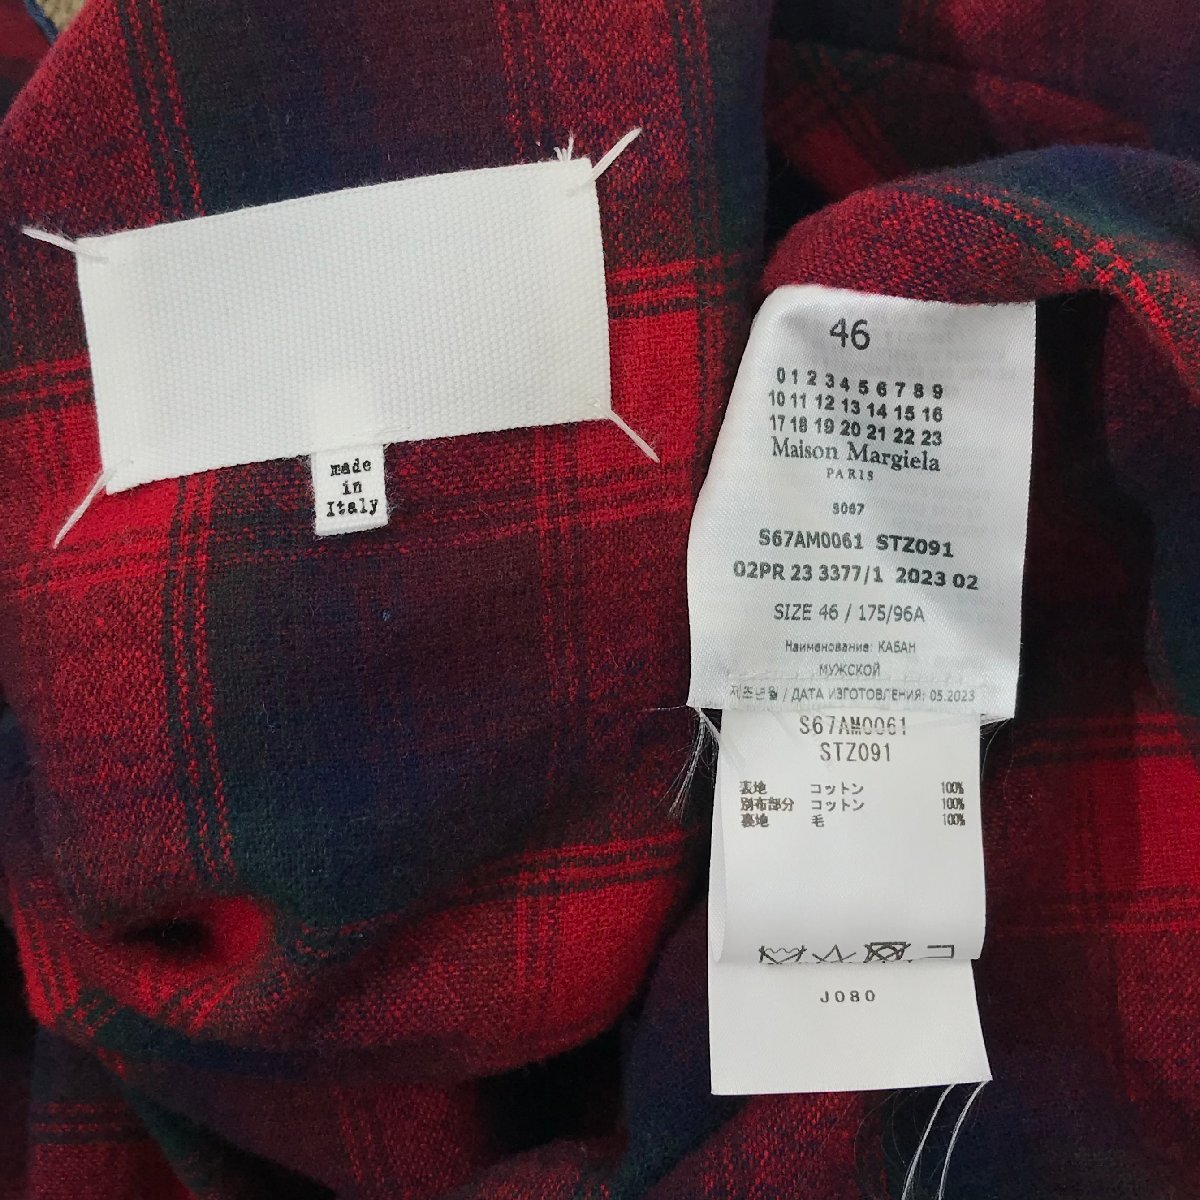 made
in
Italy
46
0 1 2 3 4 5 6 7 8 9
10 11 12 13 14 15 16
17 18 19 20 21 22 23
Maison Margiela
PARIS
S067
S67AM0061 STZ091
02PR 23 3377/1 2023 02
SIZE 46 / 175/96A
Наименование: КАБАН
МУЖСКОЙ
제조년월 / ДАТА ИЗГОТОВЛЕНИЯ: 05.2023
S67AM0061
STZ091
表地 コットン 100%
別布部分 コットン 100%
裏地 毛 100%
J080